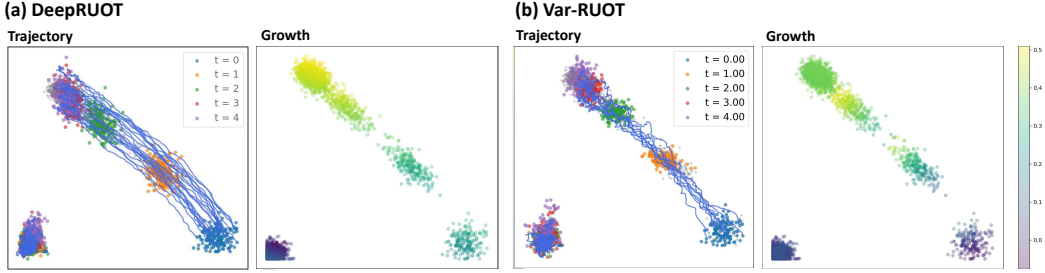 (a) DeepRUOT
(b) Var-RUOT
Trajectory
Growth
Trajectory
Growth
t = 0
t = 1
t = 2
t = 3
t = 4
t = 0.00
t = 1.00
t = 2.00
t = 3.00
t = 4.00
0.5
0.4
0.3
0.2
0.1
0.0